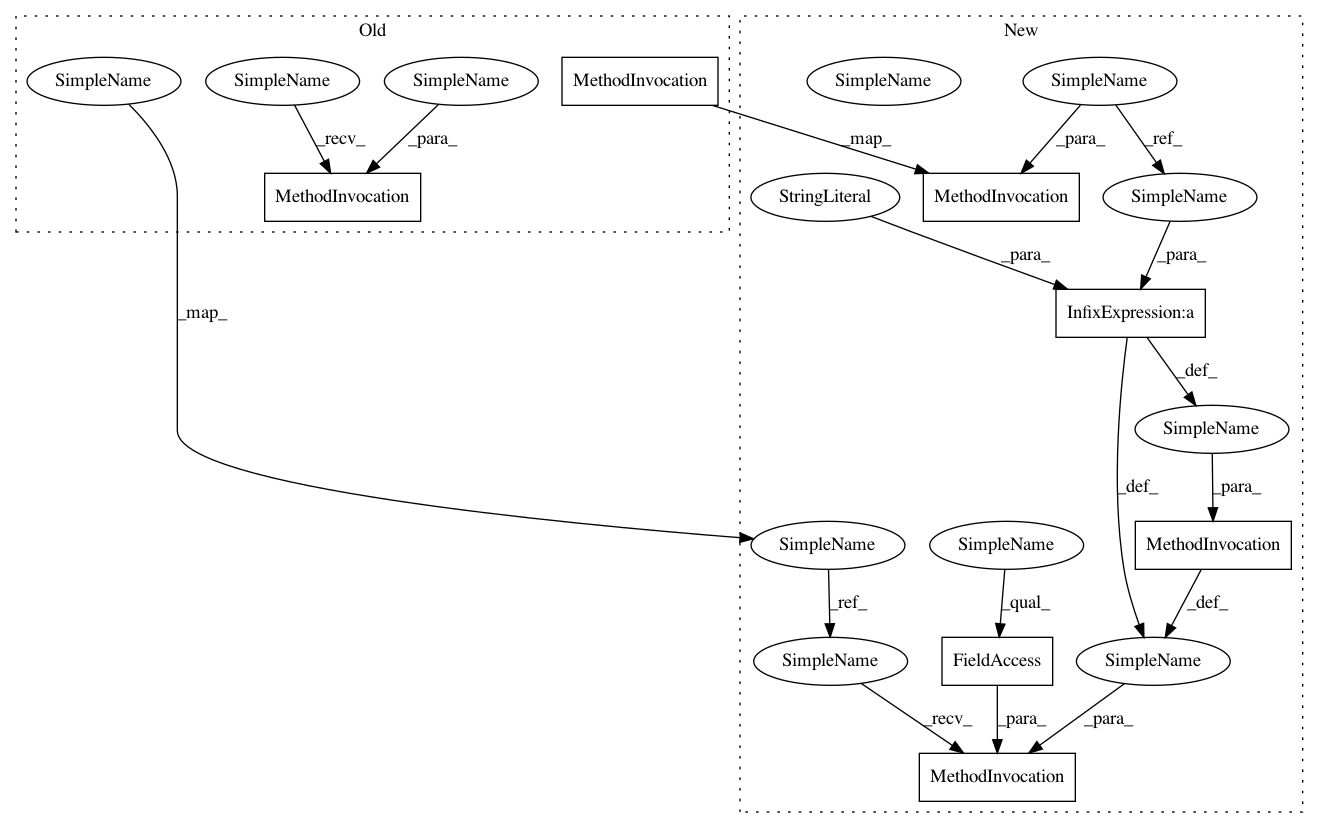 Old
New
SimpleName
SimpleName
SimpleName
MethodInvocation
SimpleName
SimpleName
_recv_
_para_
_map_
_para_
_ref_
MethodInvocation
StringLiteral
MethodInvocation
SimpleName
_para_
_para_
_map_
InfixExpression:a
_def_
SimpleName
_def_
_para_
SimpleName
SimpleName
MethodInvocation
_ref_
_qual_
_def_
SimpleName
FieldAccess
SimpleName
_recv_
_para_
_para_
MethodInvocation